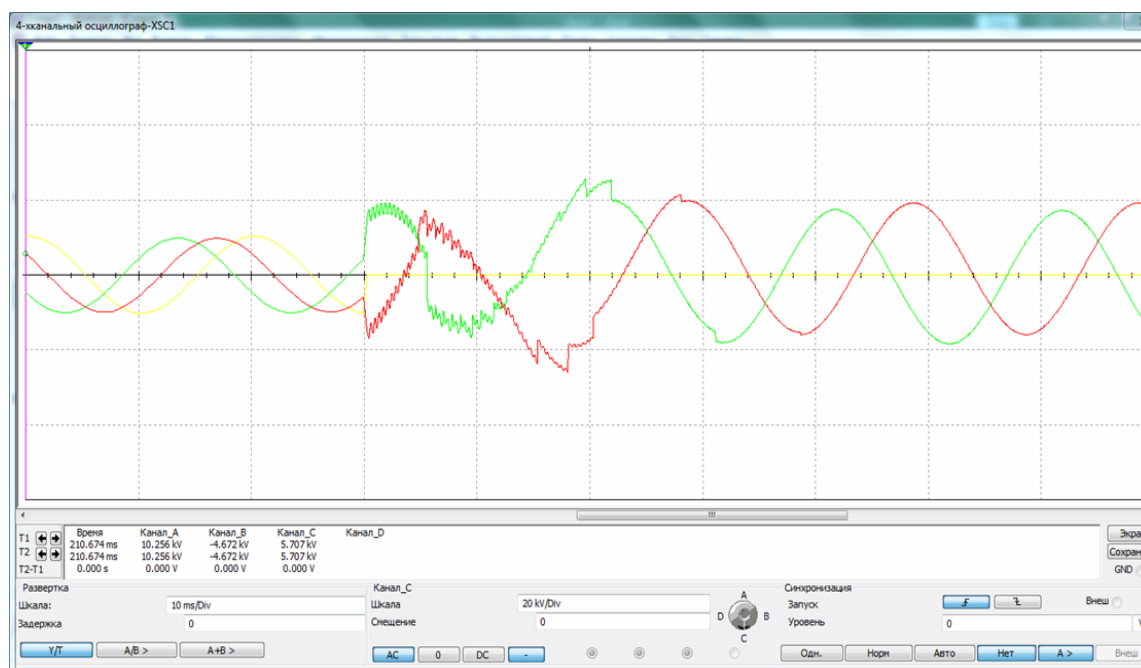 4-хканальный осциллограф-XSC1
Время Канал_A Канал_B Канал_C Канал_D
T1 210.674 ms 10.256 kV -4.672 kV 5.707 kV
T2 210.674 ms 10.256 kV -4.672 kV 5.707 kV
T2-T1 0.000 s 0.000 V 0.000 V 0.000 V
Экра
Сохран
GND
Развертка
Шкала: 10 ms/Div
Задержка 0
Y/T A/B > A+B >
Канал_C
Шкала 20 kV/Div
Смещение 0
AC 0 DC -
A
D B
C
Синхронизация
Запуск Внеш
Уровень 0
Одн. Норм Авто Нет A > Внеш